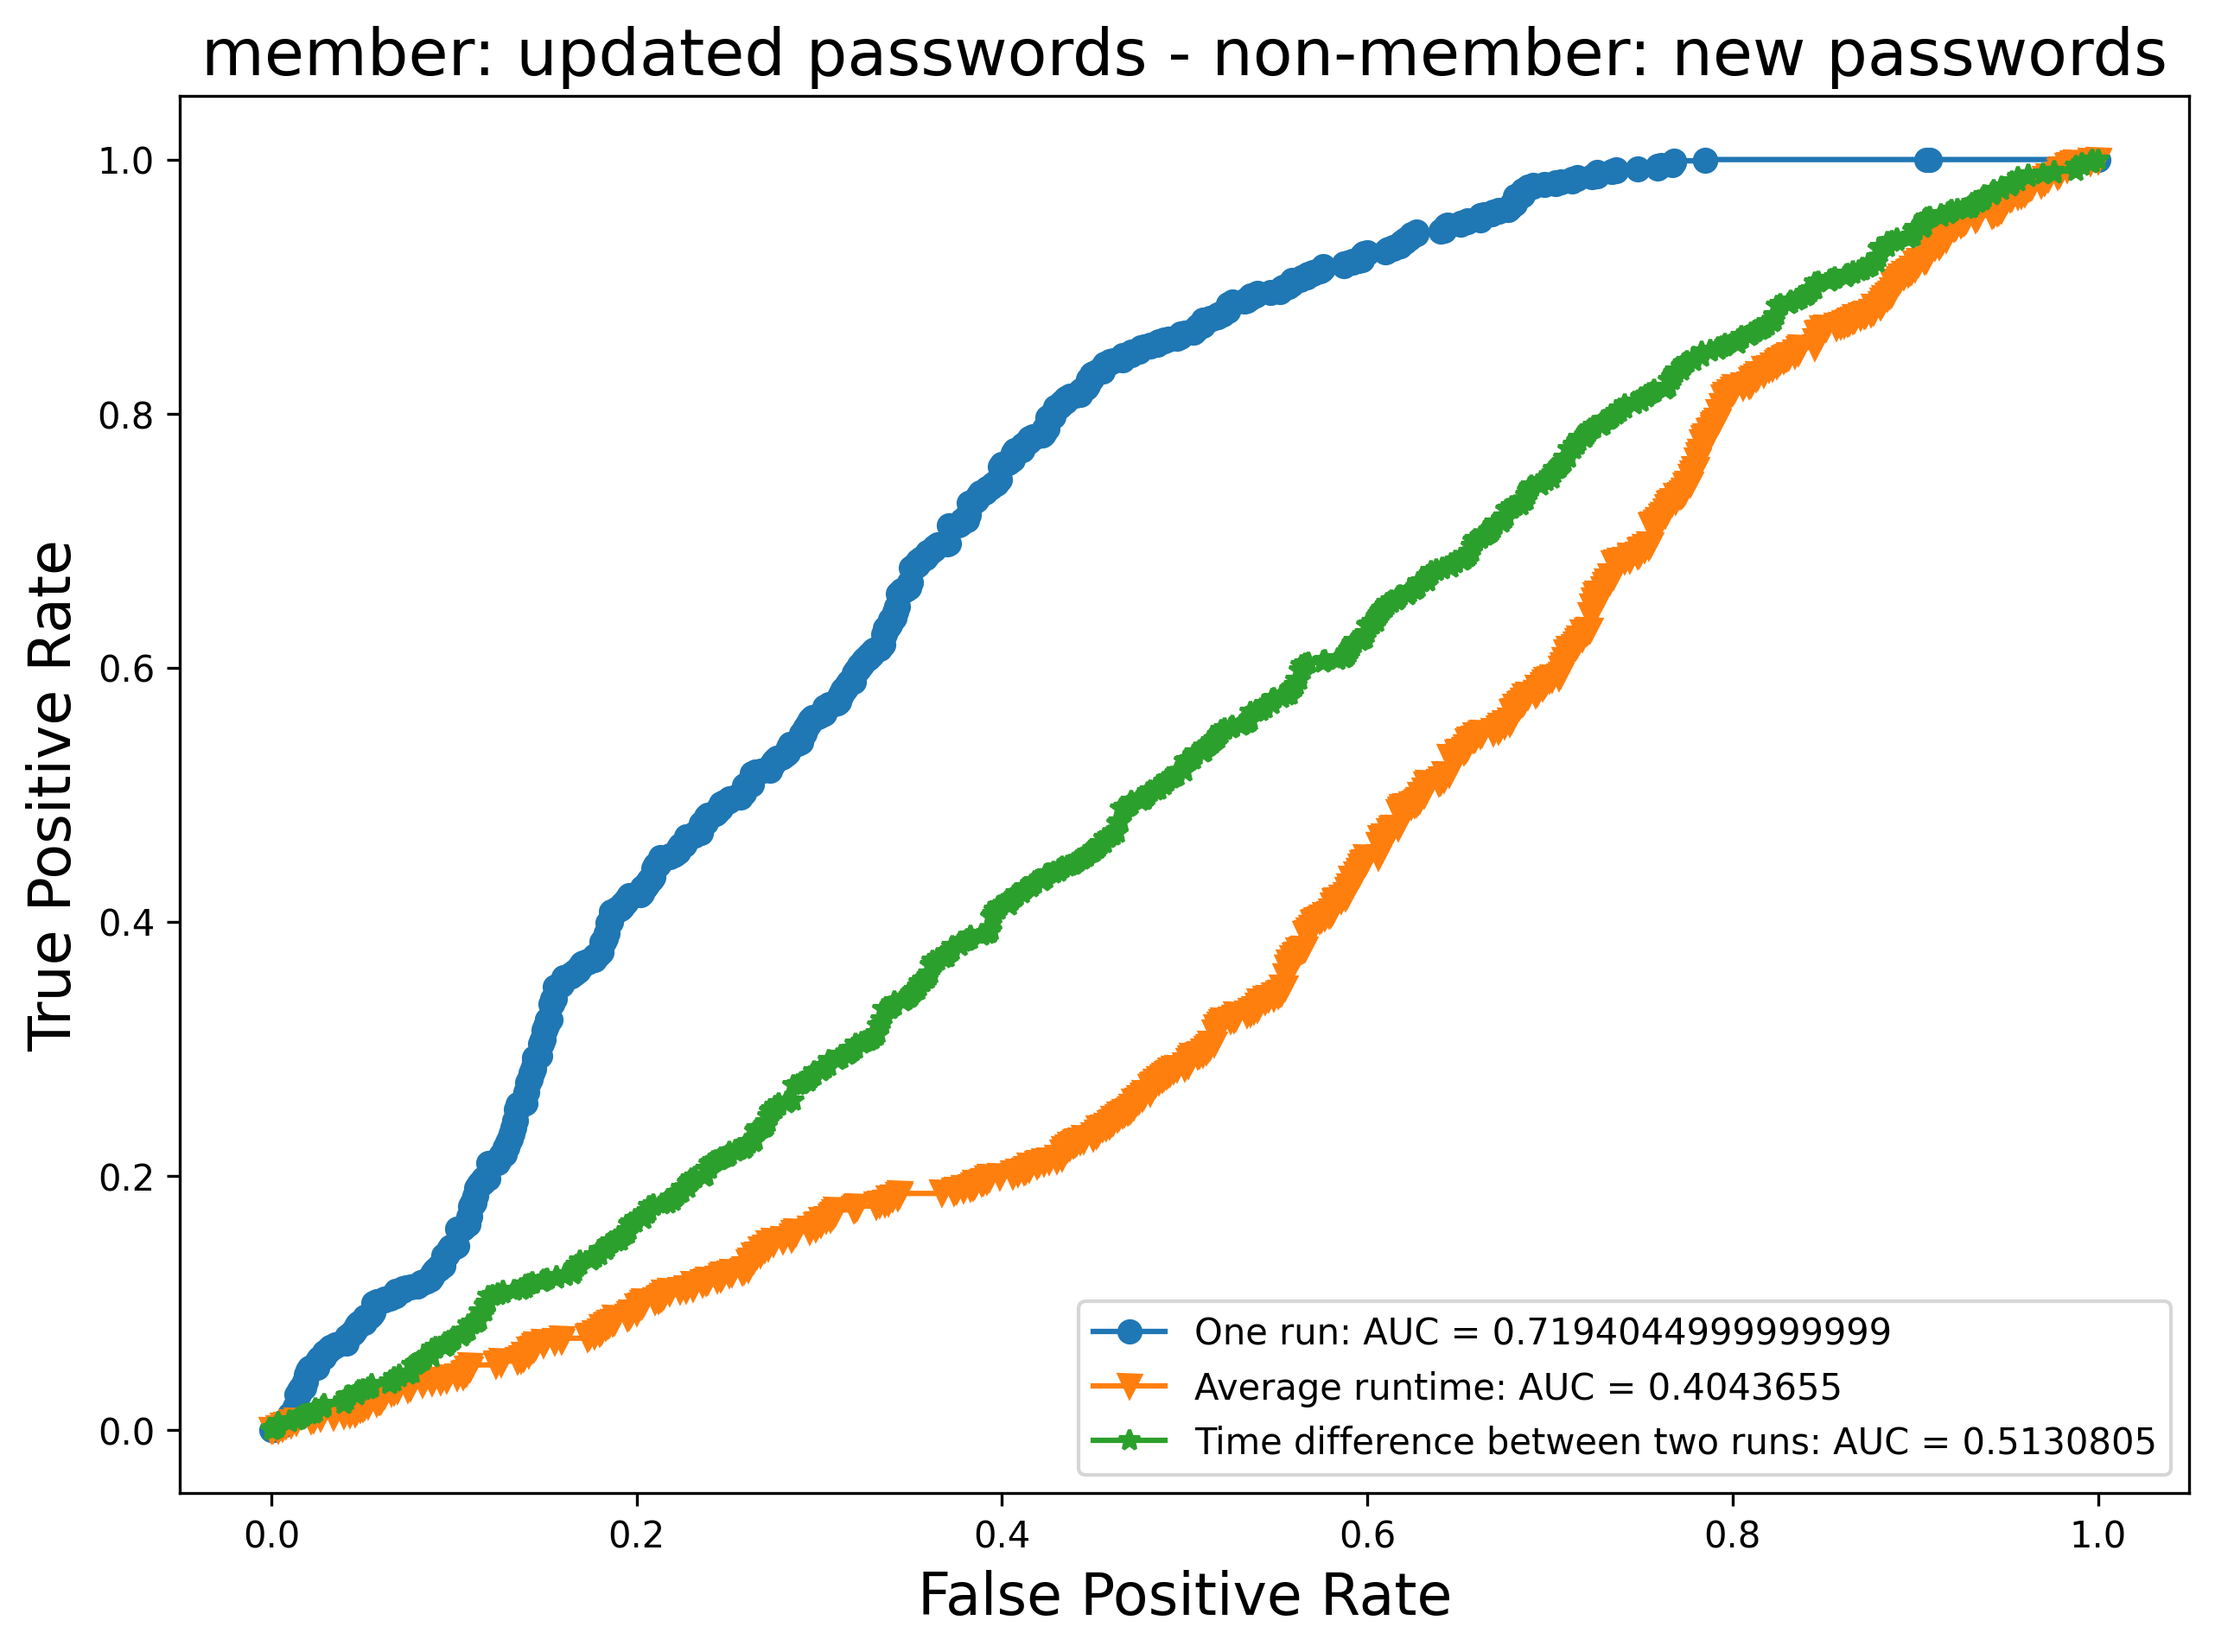 member: updated passwords - non-member: new passwords
True Positive Rate
1.0
0.8
0.6
0.4
0.2
0.0
One run: AUC = 0.7194044999999999
Average runtime: AUC = 0.4043655
Time difference between two runs: AUC = 0.5130805
0.0 0.2 0.4 0.6 0.8 1.0
False Positive Rate